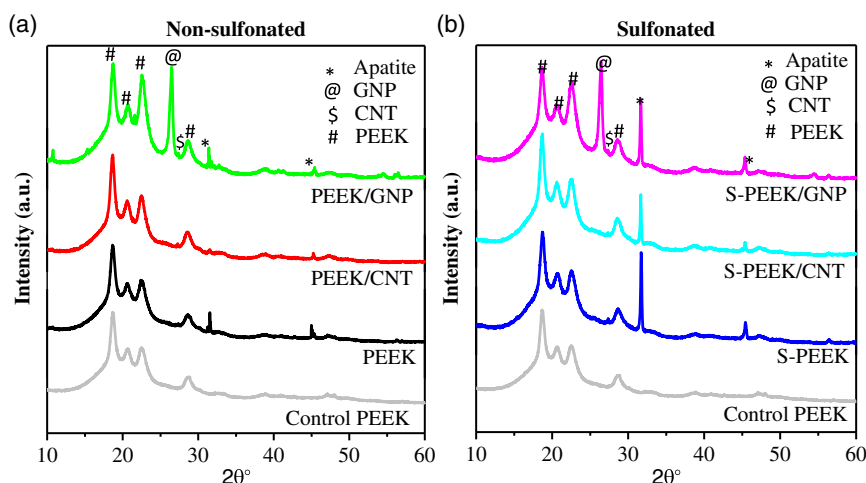 (a)
Non-sulfonated
Intensity (a.u.)
# # # @ $ # * *
* Apatite
@ GNP
$ CNT
# PEEK
PEEK/GNP
PEEK/CNT
PEEK
Control PEEK
10 20 30 40 50 60
2θ°
(b)
Sulfonated
Intensity (a.u.)
# # # @ $ # * *
* Apatite
@ GNP
$ CNT
# PEEK
S-PEEK/GNP
S-PEEK/CNT
S-PEEK
Control PEEK
10 20 30 40 50 60
2θ°